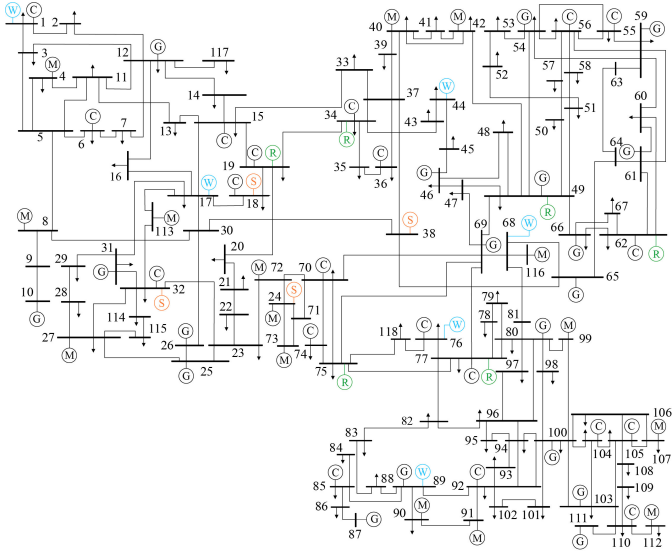 W C 1 2 3
M 4 11 12 G 117
5 C 6 7 13 14 C 15
16 W 17 C S 18 19 C R
M 8 113 M 30 20
9 10 G
29 28 27 M
31 G 32 C S
114 115 G 26 G 25
21 22 23
33 34 C R 35 C 36
37 38 S 39 M 40 41 M 42
43 W 44 45 G 46 47 48
49 G R 50 51 52
53 G 54 C 55 C 56 57 58
59 G 60 61 63 G 64
62 C R G 65 G 66 67
68 W G 69 M 116
70 C 71 M 72 M 73
M 24 S C 74 75 R
118 C 76 W 77 C R
78 79 80 G 81
82 83 84 C 85 86 87 G
88 G 89 W M 90 91 M
C 92 93 94 95 96 97
98 M 99 G 100 101 102
G 103 C 104 C 105 106
M 107 108 109
C 110 G 111 M 112